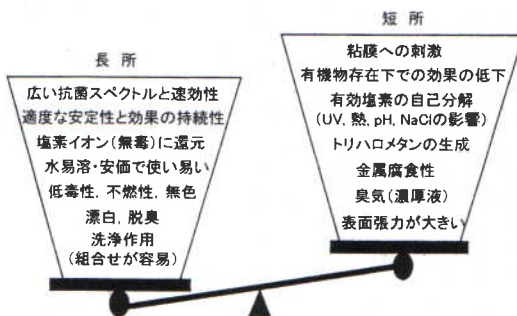 長所
広い抗菌スペクトルと速効性
適度な安定性と効果の持続性
塩素イオン(無毒)に還元
水易溶・安価で使い易い
低毒性, 不燃性, 無色
漂白, 脱臭
洗浄作用
(組合せが容易)
短所
粘膜への刺激
有機物存在下での効果の低下
有効塩素の自己分解
(UV, 熱, pH, NaClの影響)
トリハロメタンの生成
金属腐食性
臭気(濃厚液)
表面張力が大きい